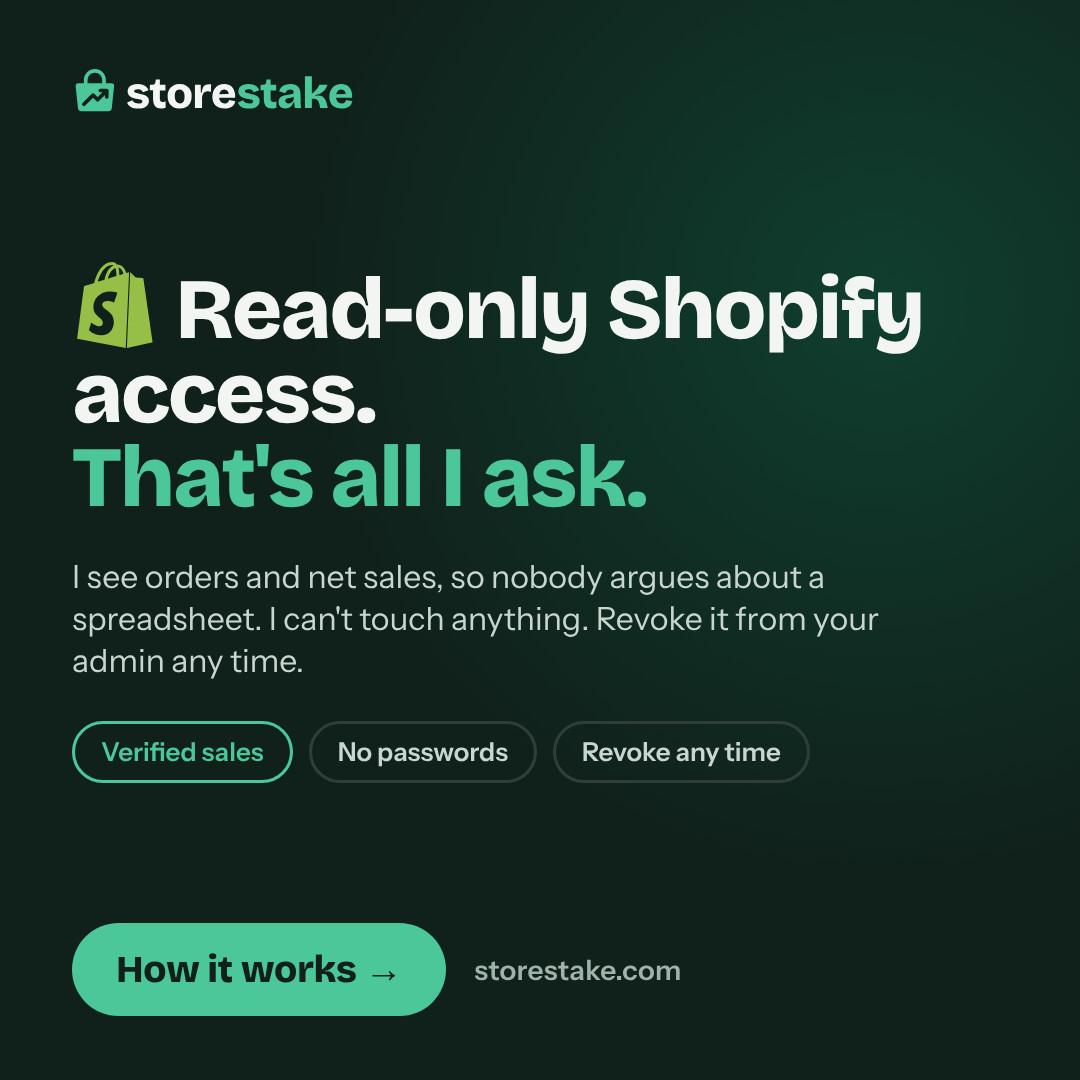 storestake
Read-only Shopify
access.
That's all I ask.
I see orders and net sales, so nobody argues about a
spreadsheet. I can't touch anything. Revoke it from your
admin any time.
Verified sales
No passwords
Revoke any time
How it works →
storestake.com